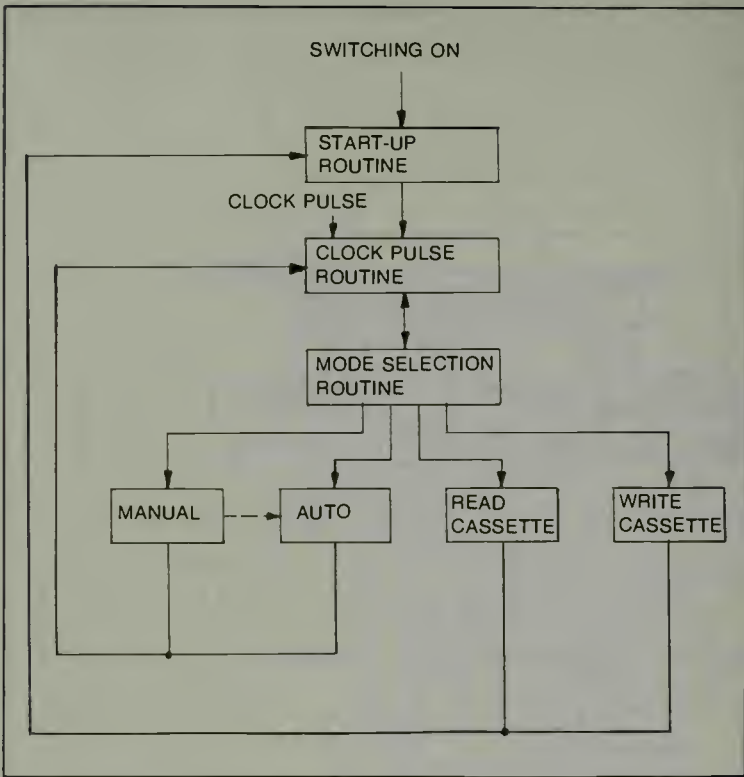 SWITCHING ON
START-UP
ROUTINE
CLOCK PULSE
CLOCK PULSE
ROUTINE
MODE SELECTION
ROUTINE
MANUAL
AUTO
READ
CASSETTE
WRITE
CASSETTE